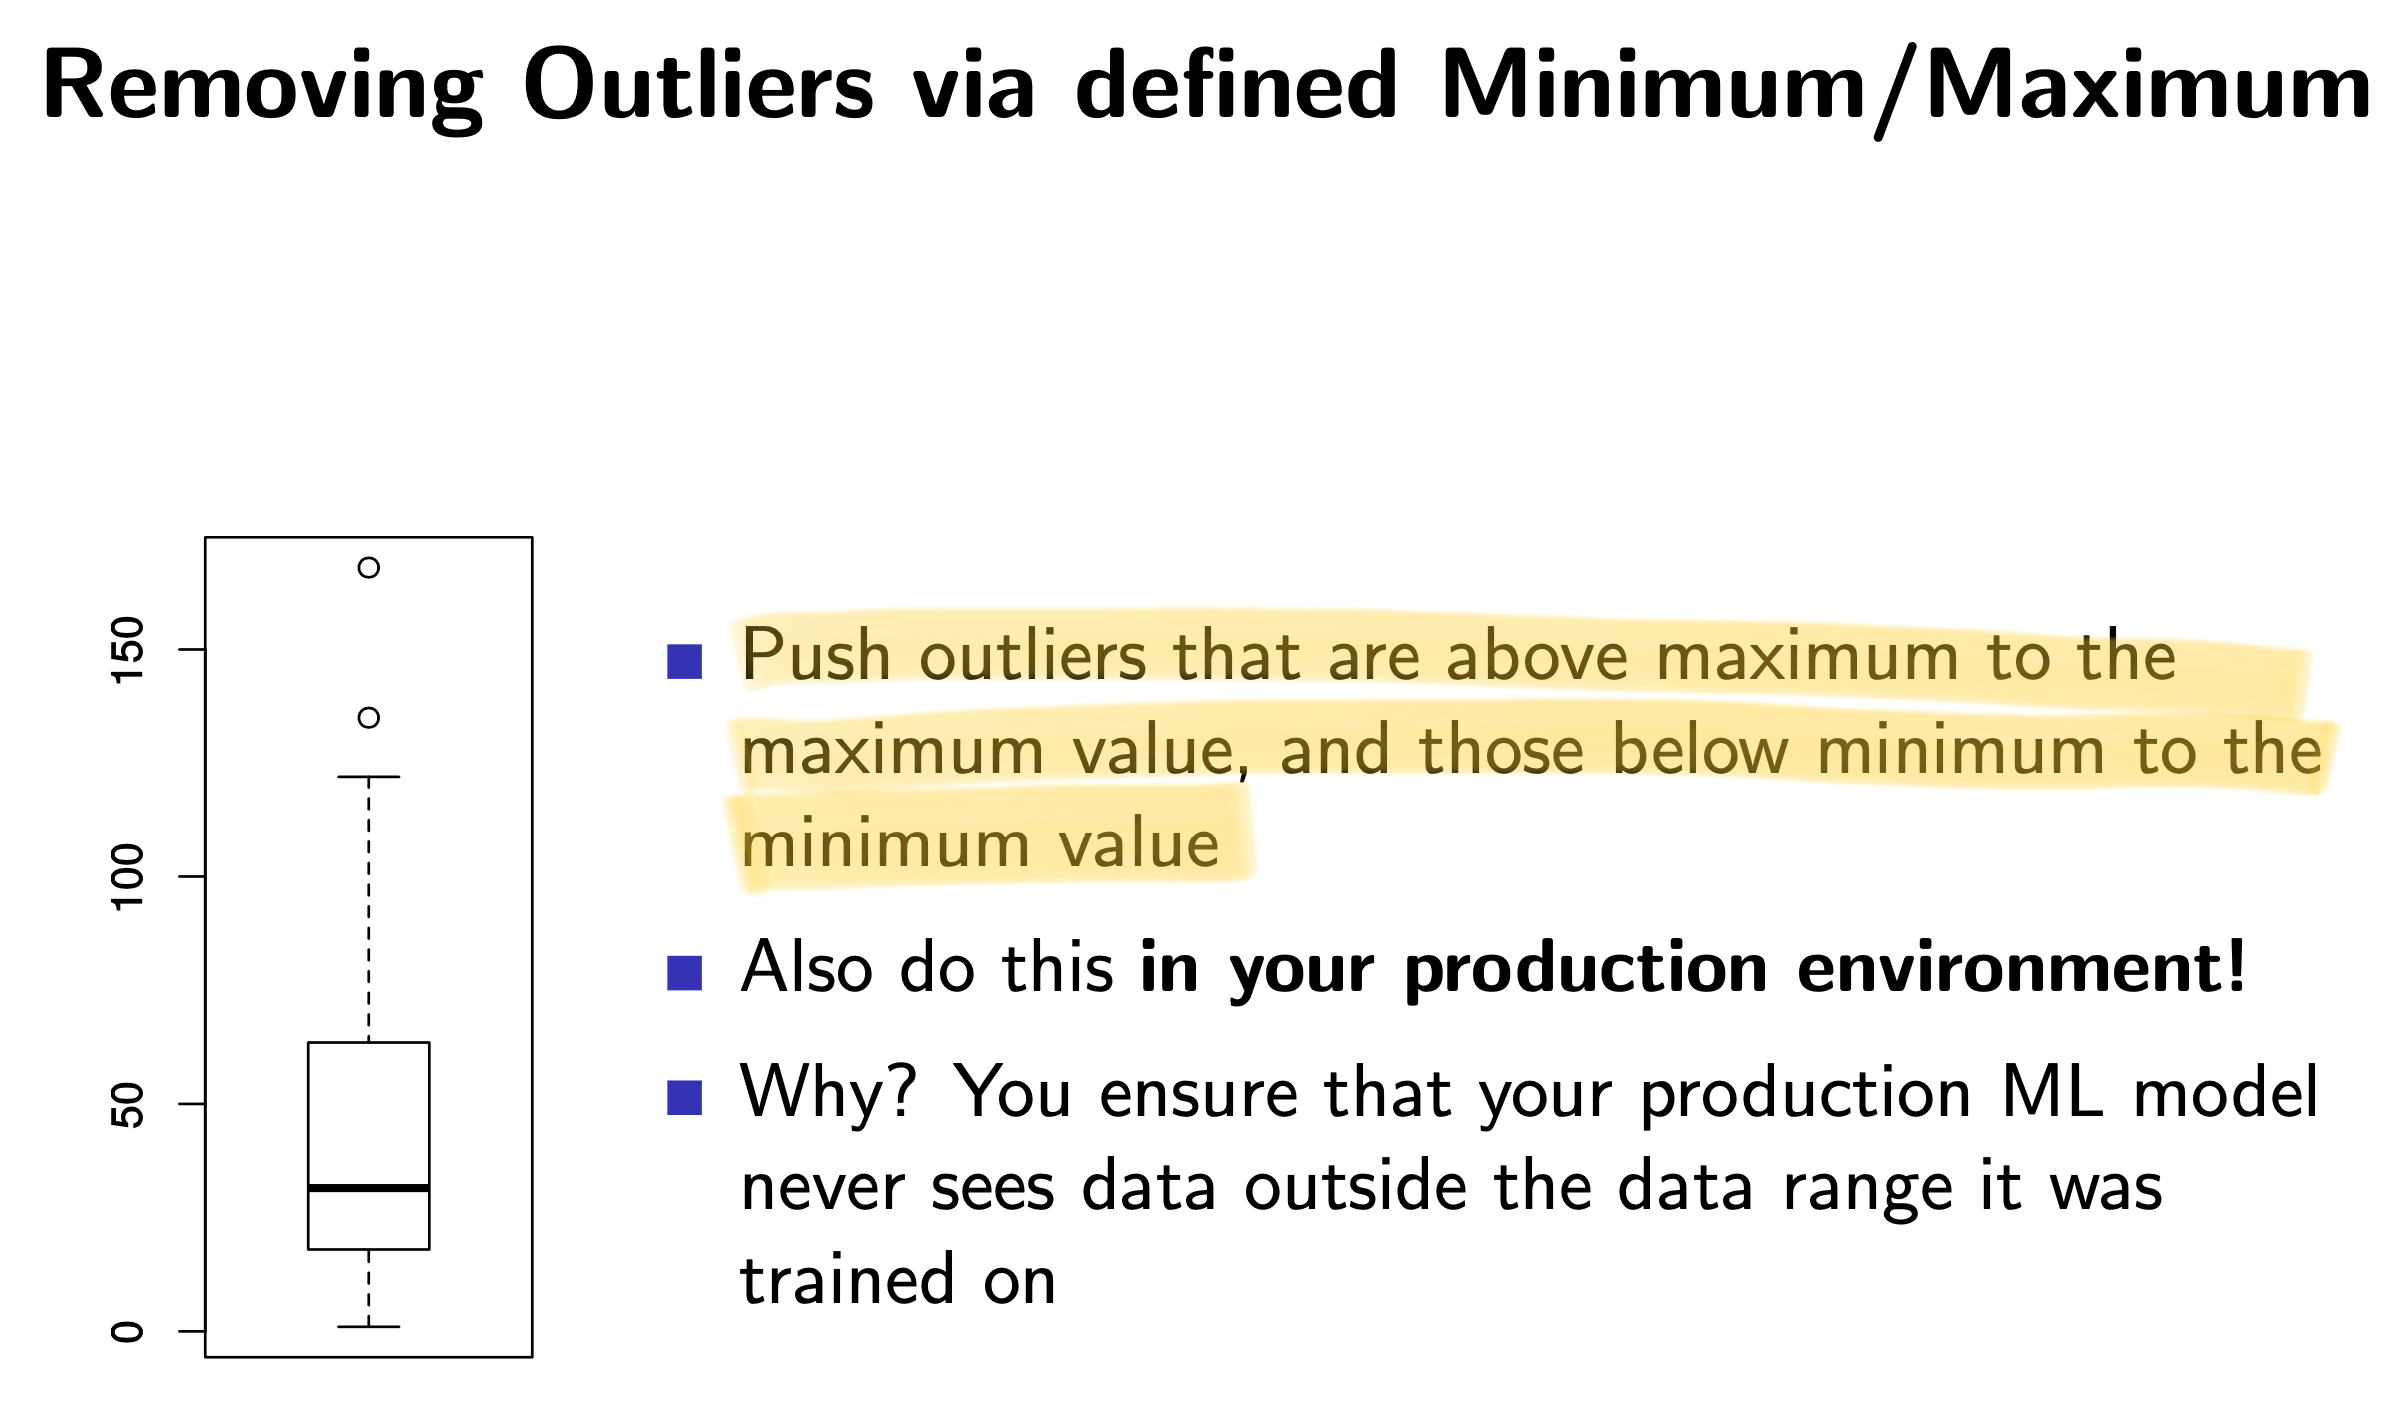 Removing Outliers via defined Minimum/Maximum
150
100
50
0
Push outliers that are above maximum to the
maximum value, and those below minimum to the
minimum value
Also do this in your production environment!
Why? You ensure that your production ML model
never sees data outside the data range it was
trained on